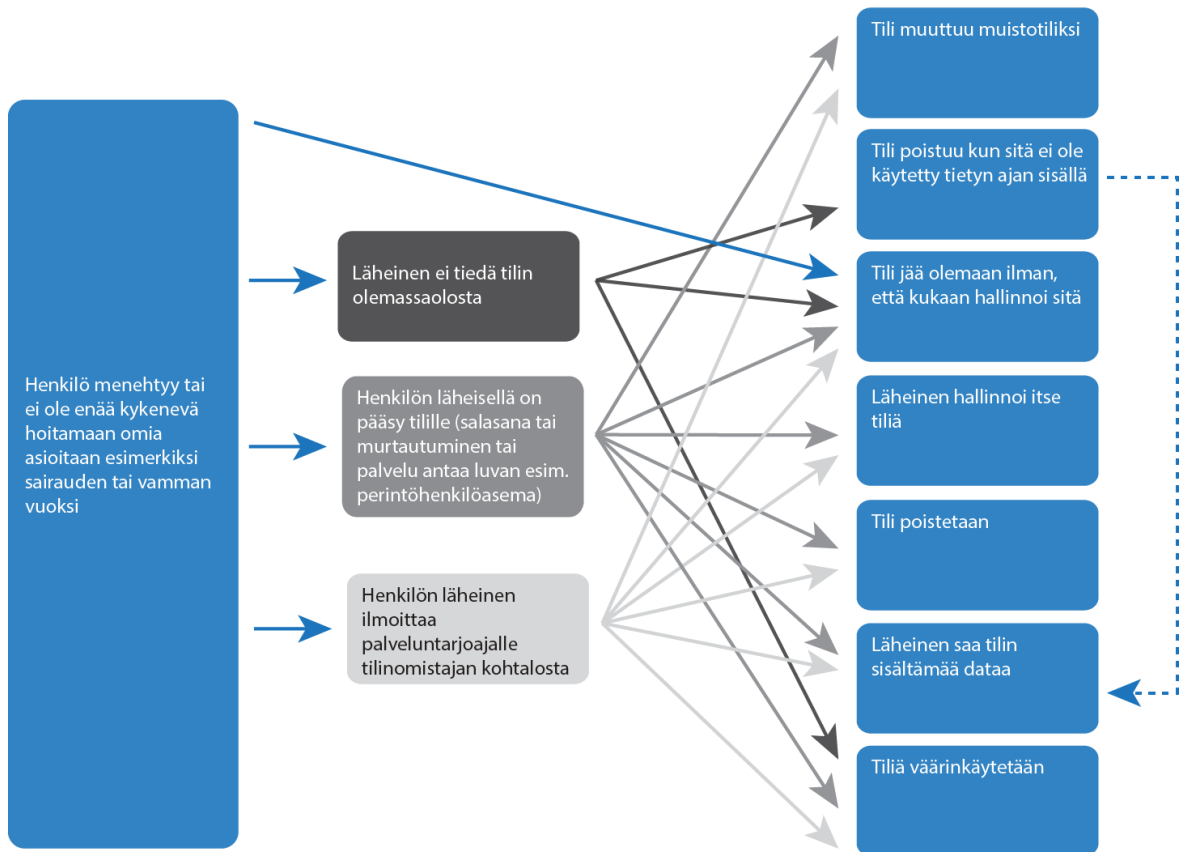 Henkilö menehtyy tai
ei ole enää kykenevä
hoitamaan omia
asioitaan esimerkiksi
sairauden tai vamman
vuoksi
Läheinen ei tiedä tilin
olemassaolosta
Henkilön läheisellä on
pääsy tilille (salasana tai
murtautuminen tai
palvelu antaa luvan esim.
perintöhenkilöasema)
Henkilön läheinen
ilmoittaa
palveluntarjoajalle
tilinomistajan kohtalosta
Tili muuttuu muistotiliksi
Tili poistuu kun sitä ei ole
käytetty tietyn ajan sisällä
Tili jää olemaan ilman,
että kukaan hallinnoi sitä
Läheinen hallinnoi itse
tiliä
Tili poistetaan
Läheinen saa tilin
sisältämää dataa
Tiliä väärinkäytetään